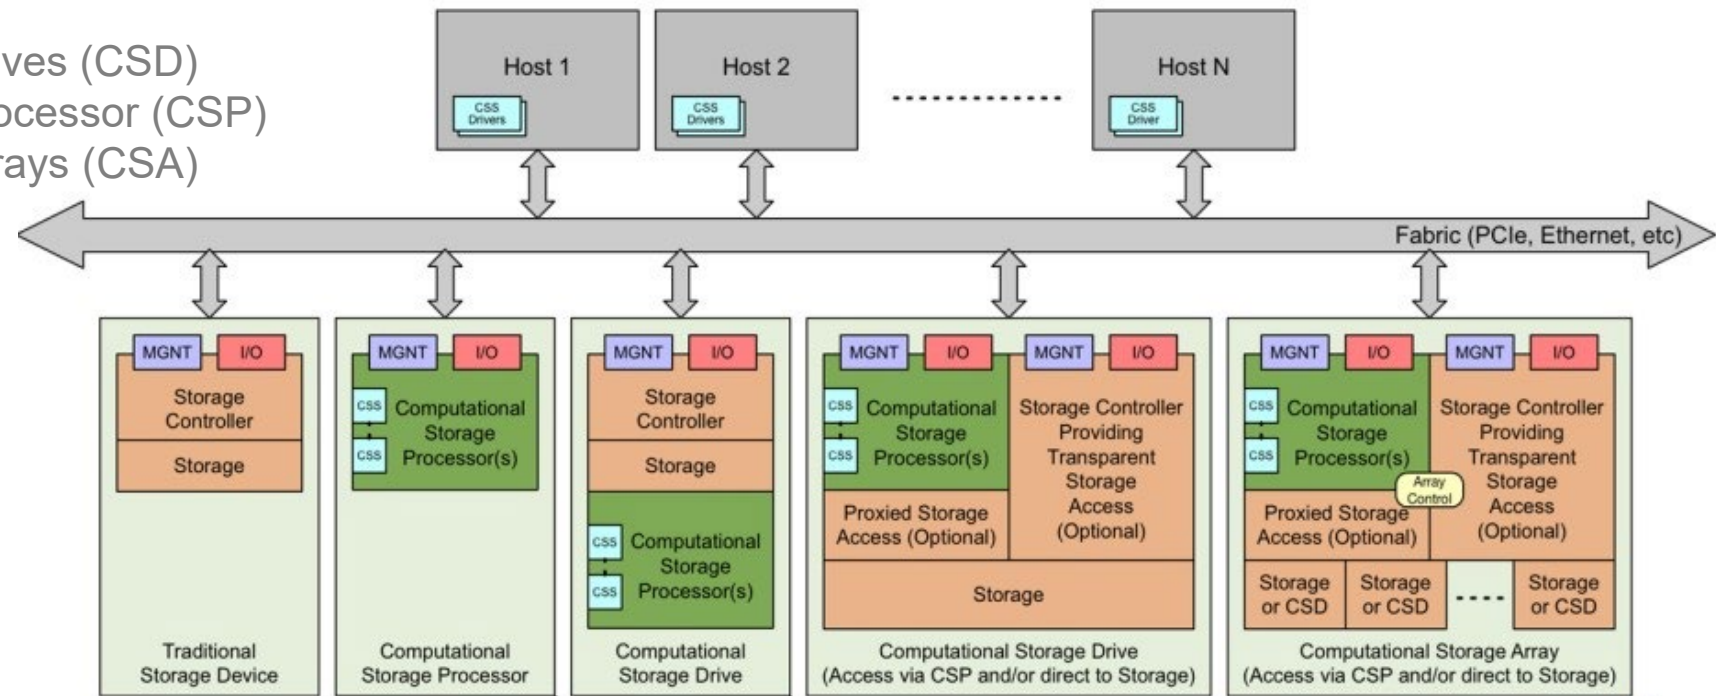 ves (CSD)
ocessor (CSP)
rays (CSA)
Host 1
CSS
Drivers
Host 2
CSS
Drivers
Host N
CSS
Driver
Fabric (PCIe, Ethernet, etc)
MGNT
I/O
Storage
Controller
Storage
Traditional
Storage Device
MGNT
I/O
CSS
CSS
Computational
Storage
Processor(s)
Computational
Storage Processor
MGNT
I/O
Storage
Controller
Storage
CSS
CSS
Computational
Storage
Processor(s)
Computational
Storage Drive
MGNT
I/O
MGNT
I/O
CSS
CSS
Computational
Storage
Processor(s)
Proxied Storage
Access (Optional)
Storage Controller
Providing
Transparent
Storage
Access
(Optional)
Storage
Computational Storage Drive
(Access via CSP and/or direct to Storage)
MGNT
I/O
MGNT
I/O
CSS
CSS
Computational
Storage
Processor(s)
Array
Control
Proxied Storage
Access (Optional)
Storage Controller
Providing
Transparent
Storage
Access
(Optional)
Storage
or CSD
Storage
or CSD
Storage
or CSD
Computational Storage Array
(Access via CSP and/or direct to Storage)